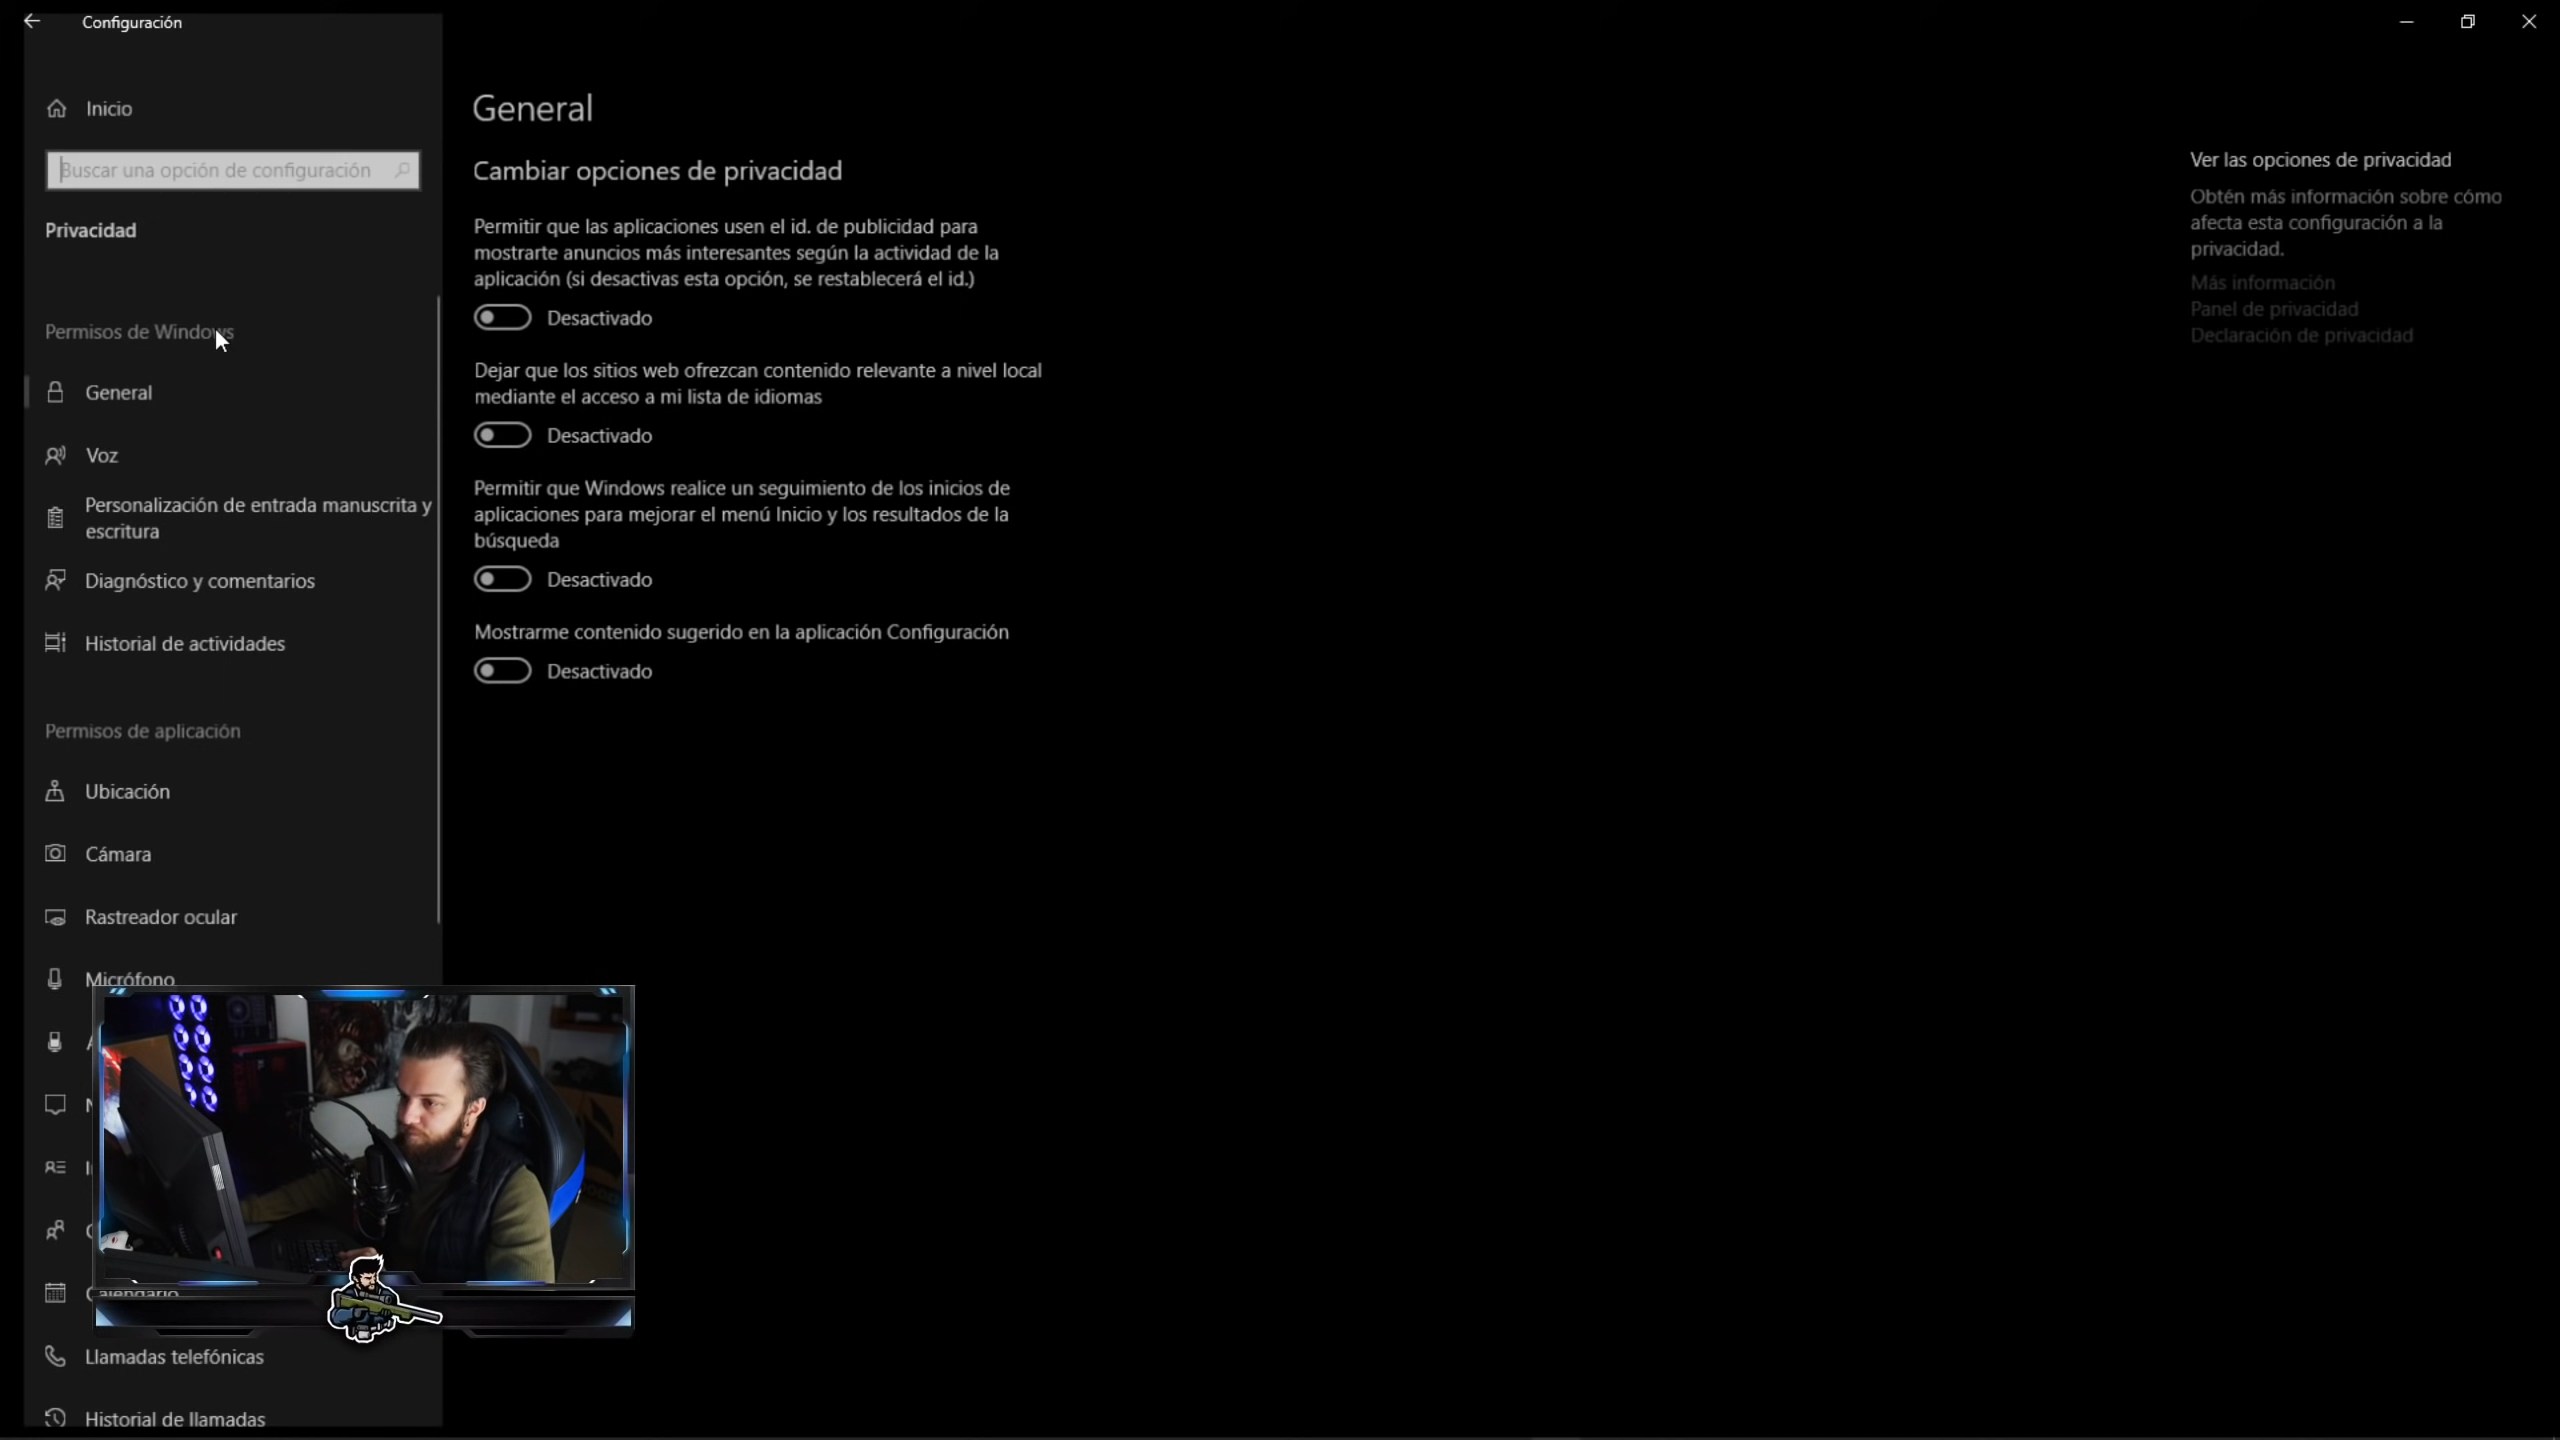 Configuración
Inicio
Buscar una opción de configuración
Privacidad
Permisos de Windows
General
Voz
Personalización de entrada manuscrita y
escritura
Diagnóstico y comentarios
Historial de actividades
Permisos de aplicación
Ubicación
Cámara
Rastreador ocular
Micrófono
Calendario
Llamadas telefónicas
Historial de llamadas
General
Cambiar opciones de privacidad
Permitir que las aplicaciones usen el id. de publicidad para
mostrarte anuncios más interesantes según la actividad de la
aplicación (si desactivas esta opción, se restablecerá el id.)
Desactivado
Dejar que los sitios web ofrezcan contenido relevante a nivel local
mediante el acceso a mi lista de idiomas
Desactivado
Permitir que Windows realice un seguimiento de los inicios de
aplicaciones para mejorar el menú Inicio y los resultados de la
búsqueda
Desactivado
Mostrarme contenido sugerido en la aplicación Configuración
Desactivado
Ver las opciones de privacidad
Obtén más información sobre cómo
afecta esta configuración a la
privacidad.
Más información
Panel de privacidad
Declaración de privacidad